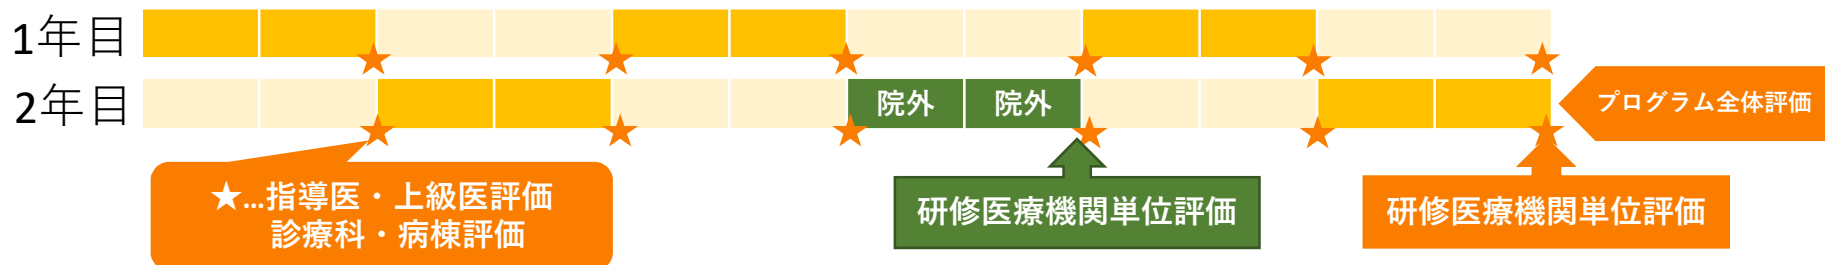 1年目
2年目
院外
院外
プログラム全体評価
★…指導医・上級医評価
診療科・病棟評価
研修医療機関単位評価
研修医療機関単位評価